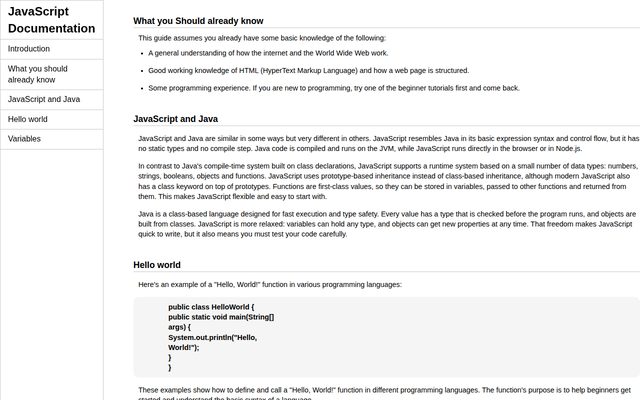 JavaScript
Documentation
Introduction
What you should
already know
JavaScript and Java
Hello world
Variables
What you Should already know
This guide assumes you already have some basic knowledge of the following:
• A general understanding of how the internet and the World Wide Web work.
• Good working knowledge of HTML (HyperText Markup Language) and how a web page is structured.
• Some programming experience. If you are new to programming, try one of the beginner tutorials first and come back.
JavaScript and Java
JavaScript and Java are similar in some ways but very different in others. JavaScript resembles Java in its basic expression syntax and control flow, but it has
no static types and no compile step. Java code is compiled and runs on the JVM, while JavaScript runs directly in the browser or in Node.js.
In contrast to Java's compile-time system built on class declarations, JavaScript supports a runtime system based on a small number of data types: numbers,
strings, booleans, objects and functions. JavaScript uses prototype-based inheritance instead of class-based inheritance, although modern JavaScript also
has a class keyword on top of prototypes. Functions are first-class values, so they can be stored in variables, passed to other functions and returned from
them. This makes JavaScript flexible and easy to start with.
Java is a class-based language designed for fast execution and type safety. Every value has a type that is checked before the program runs, and objects are
built from classes. JavaScript is more relaxed: variables can hold any type, and objects can get new properties at any time. That freedom makes JavaScript
quick to write, but it also means you must test your code carefully.
Hello world
Here's an example of a "Hello, World!" function in various programming languages:
public class HelloWorld {
public static void main(String[]
args) {
System.out.println("Hello,
World!");
}
}
These examples show how to define and call a "Hello, World!" function in different programming languages. The function's purpose is to help beginners get
started and understand the basic syntax of a language.